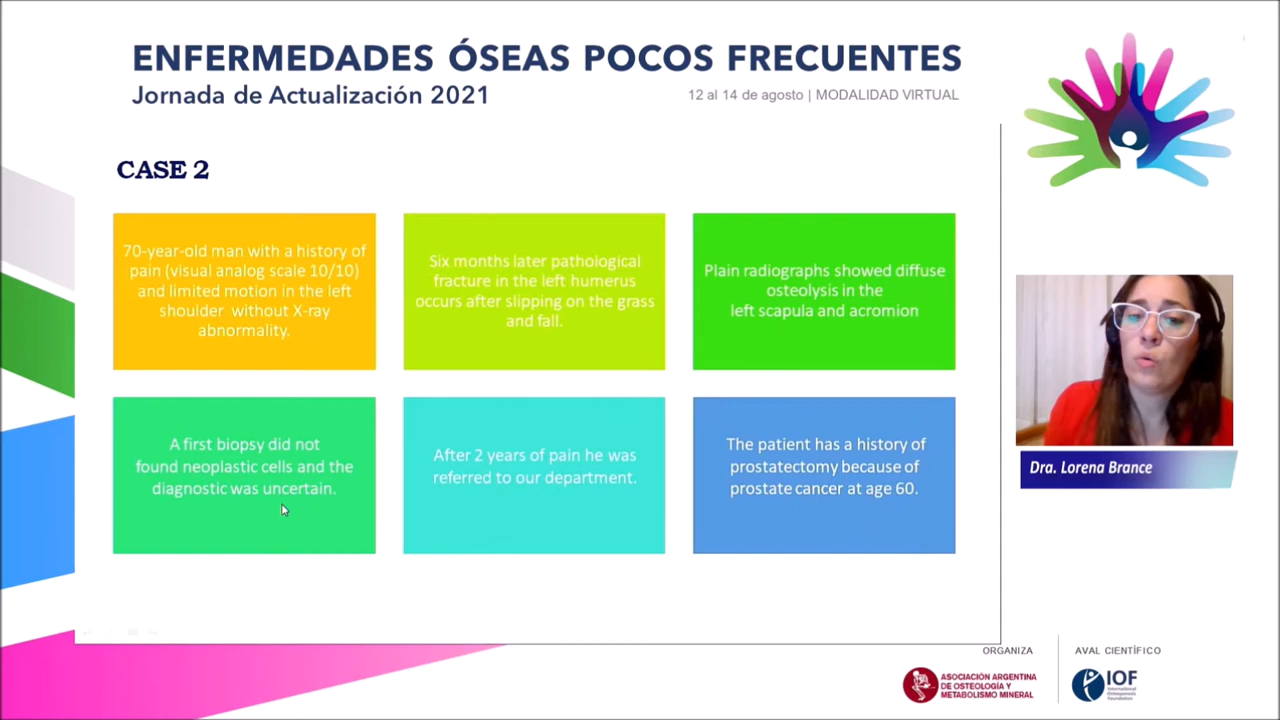 ENFERMEDADES ÓSEAS POCOS FRECUENTES
Jornada de Actualización 2021
12 al 14 de agosto | MODALIDAD VIRTUAL
CASE 2
70-year-old man with a history of
pain (visual analog scale 10/10)
and limited motion in the left
shoulder without X-ray
abnormality.
Six months later pathological
fracture in the left humerus
occurs after slipping on the grass
and fall.
Plain radiographs showed diffuse
osteolysis in the
left scapula and acromion
A first biopsy did not
found neoplastic cells and the
diagnostic was uncertain.
After 2 years of pain he was
referred to our department.
The patient has a history of
prostatectomy because of
prostate cancer at age 60.
Dra. Lorena Brance
ORGANIZA
ASOCIACIÓN ARGENTINA
DE OSTEOLOGÍA Y
METABOLISMO MINERAL
AVAL CIENTÍFICO
IOF
International
Osteoporosis
Foundation